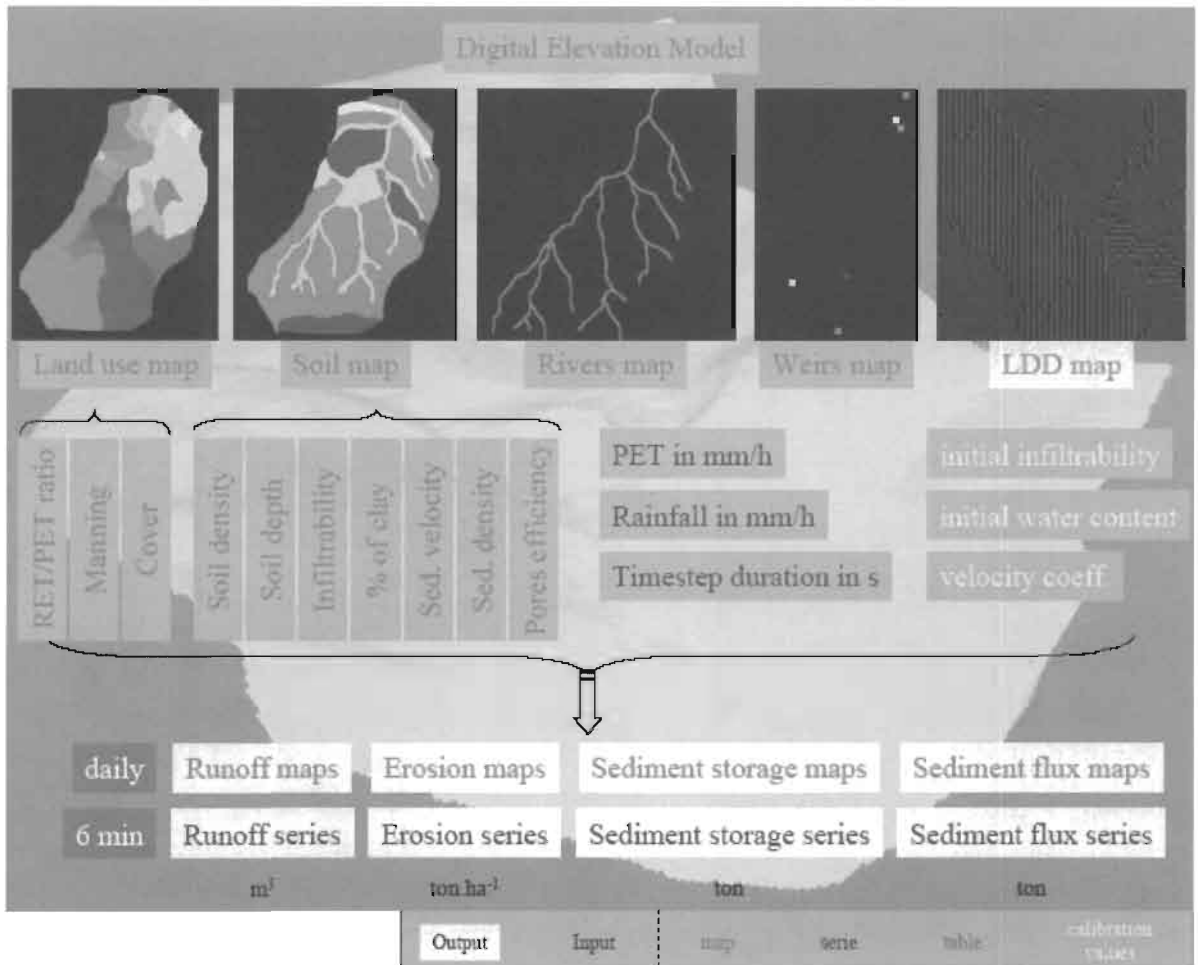 Digital Elevation Model
Land use map
Soil map
Rivers map
Weirs map
LDD map
RET/PET ratio
Manning
Cover
Soil density
Soil depth
Infiltrability
% of clay
Sed. velocity
Sed. density
Pores efficiency
PET in mm/h
Rainfall in mm/h
Timestep duration in s
initial infiltrability
initial water content
velocity coeff
daily
Runoff maps
Erosion maps
Sediment storage maps
Sediment flux maps
6 min
Runoff series
Erosion series
Sediment storage series
Sediment flux series
m³
ton ha⁻¹
ton
ton
Output
Input
map
serie
table
calibration
values